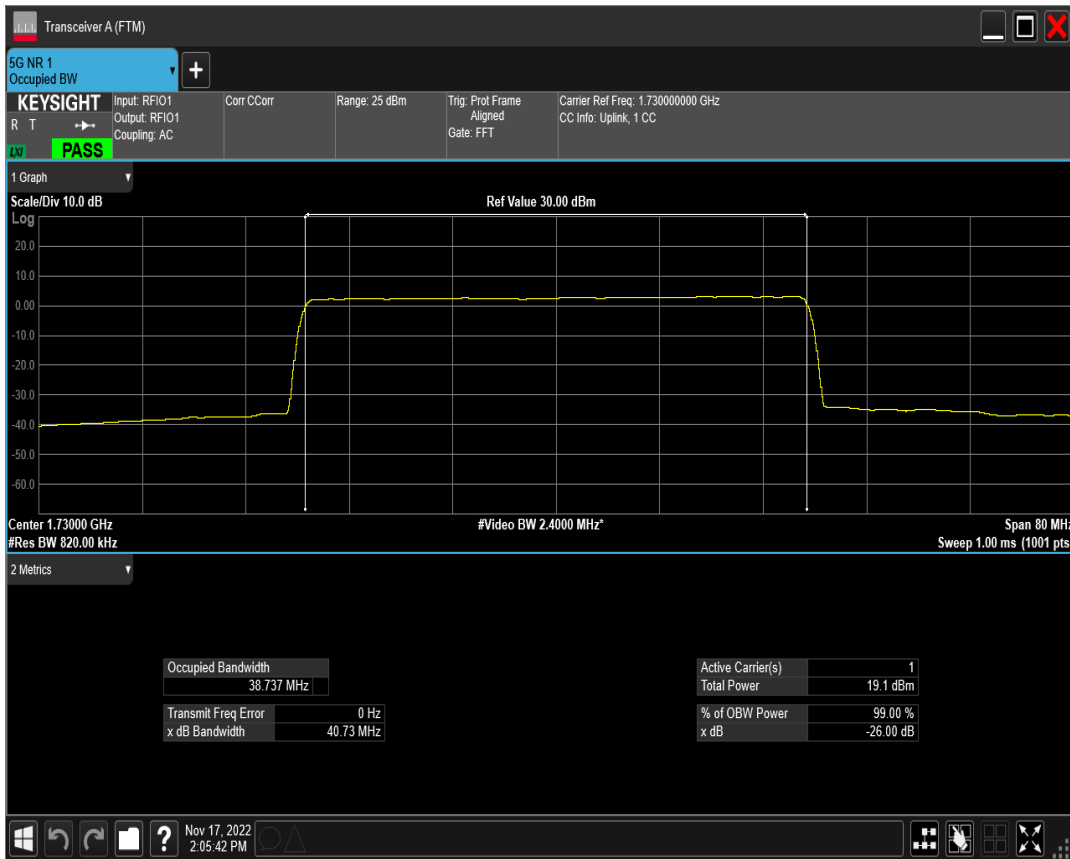 Transceiver A (FTM)
5G NR 1
Occupied BW
KEYSIGHT
R T
LXI
PASS
Input: RFIO1
Output: RFIO1
Coupling: AC
Corr CCorr
Range: 25 dBm
Trig: Prot Frame
Aligned
Gate: FFT
Carrier Ref Freq: 1.730000000 GHz
CC Info: Uplink, 1 CC
1 Graph
Scale/Div 10.0 dB
Ref Value 30.00 dBm
Log
20.0
10.0
0.00
-10.0
-20.0
-30.0
-40.0
-50.0
-60.0
Center 1.73000 GHz
#Video BW 2.4000 MHz*
Span 80 MHz
#Res BW 820.00 kHz
Sweep 1.00 ms (1001 pts
2 Metrics
Occupied Bandwidth
38.737 MHz
Transmit Freq Error 0 Hz
x dB Bandwidth 40.73 MHz
Active Carrier(s) 1
Total Power 19.1 dBm
% of OBW Power 99.00 %
x dB -26.00 dB
?
Nov 17, 2022
2:05:42 PM